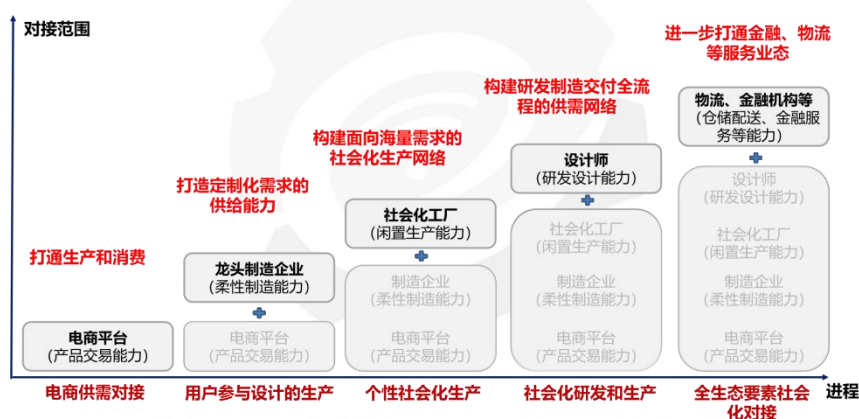 对接范围
进一步打通金融、物流
等服务业态
构建研发制造交付全流
程的供需网络
构建面向海量需求的
社会化生产网络
打造定制化需求的
供给能力
打通生产和消费
电商平台
(产品交易能力)
龙头制造企业
(柔性制造能力)
电商平台
(产品交易能力)
社会化工厂
(闲置生产能力)
制造企业
(柔性制造能力)
电商平台
(产品交易能力)
设计师
(研发设计能力)
社会化工厂
(闲置生产能力)
制造企业
(柔性制造能力)
电商平台
(产品交易能力)
物流、金融机构等
(仓储配送、金融服
务等能力)
设计师
(研发设计能力)
社会化工厂
(闲置生产能力)
制造企业
(柔性制造能力)
电商平台
(产品交易能力)
电商供需对接
用户参与设计的生产
个性社会化生产
社会化研发和生产
全生态要素社会
化对接
进程